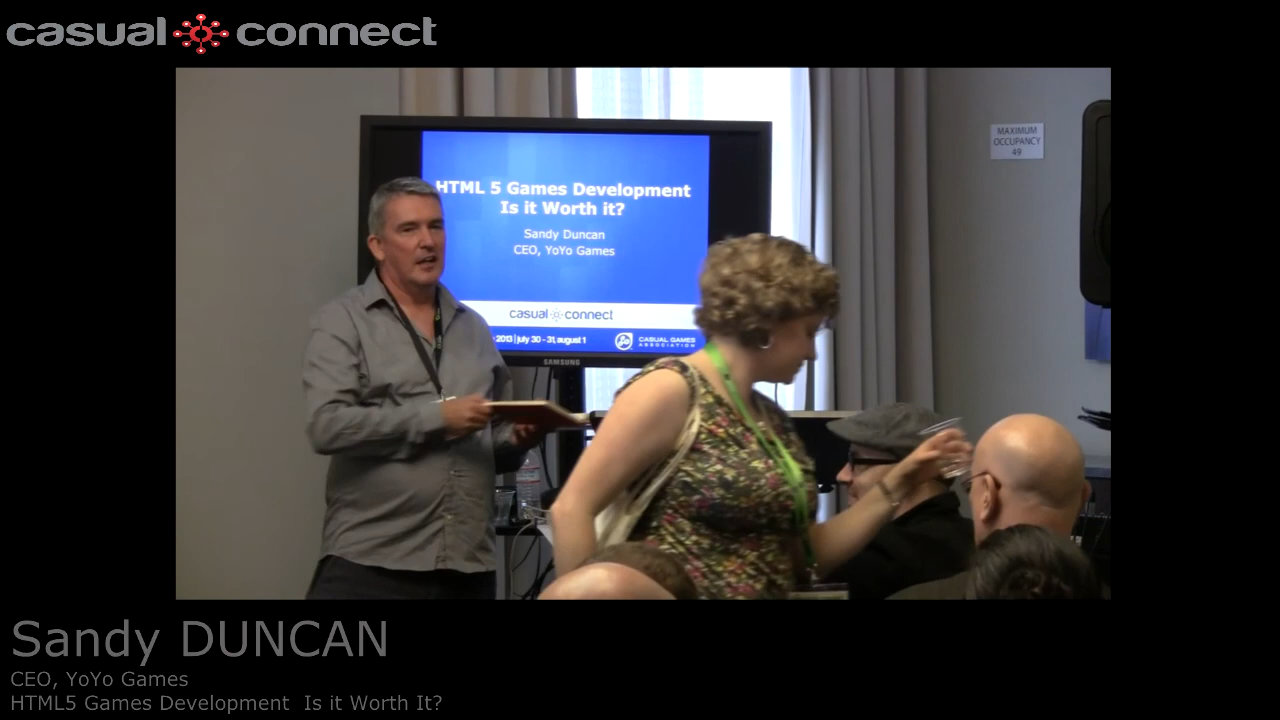 casual connect
MAXIMUM
OCCUPANCY
49
HTML 5 Games Development
Is it Worth it?
Sandy Duncan
CEO, YoYo Games
casual connect
2013 | july 30 - 31, august 1
CASUAL GAMES
ASSOCIATION
SAMSUNG
Sandy DUNCAN
CEO, YoYo Games
HTML5 Games Development  Is it Worth It?